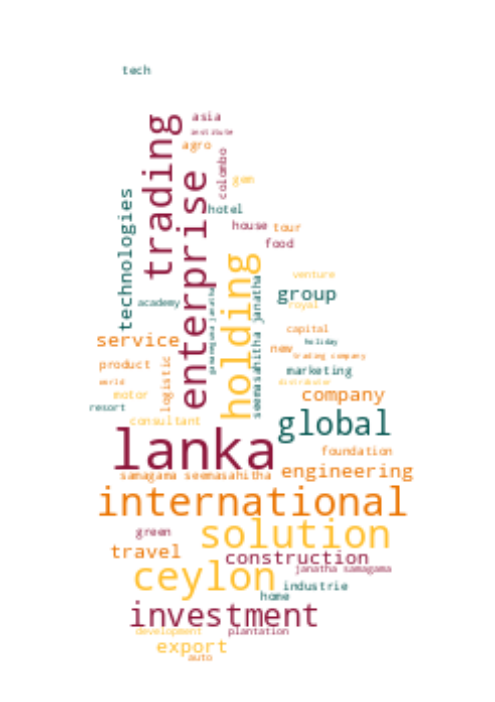 tech
trading
asia
institute
agro
colombo
enterprise
gem
technologies
hotel
house
tour
food
holding
venture
group
royal
academy
gamameguma janatha
seemasahitha janatha
capital
service
holiday
new
trading company
product
logistic
marketing
world
distributor
motor
company
resort
global
consultant
lanka
foundation
samagama seemasahitha
engineering
international
green
solution
travel
construction
janatha samagama
ceylon
industrie
home
investment
development
plantation
export
auto